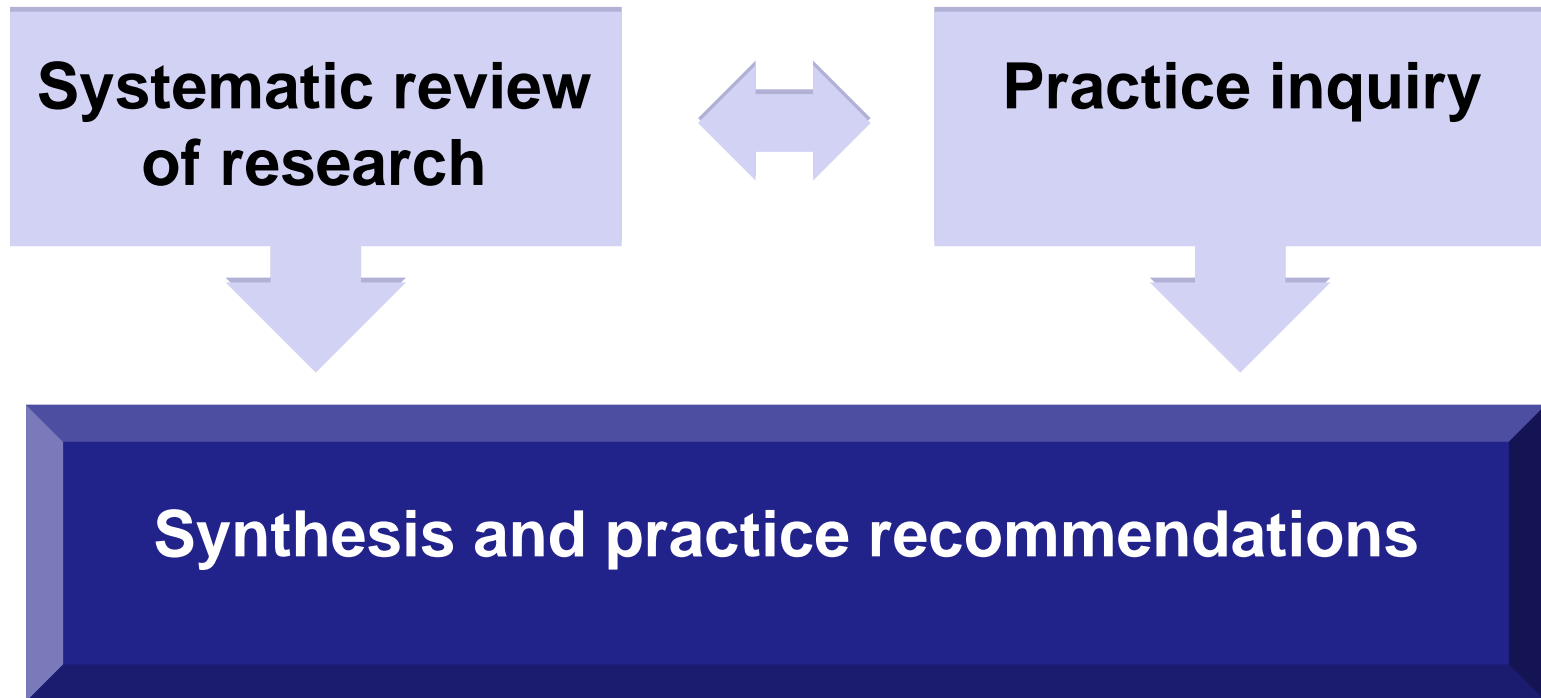 Systematic review
of research
Practice inquiry
Synthesis and practice recommendations